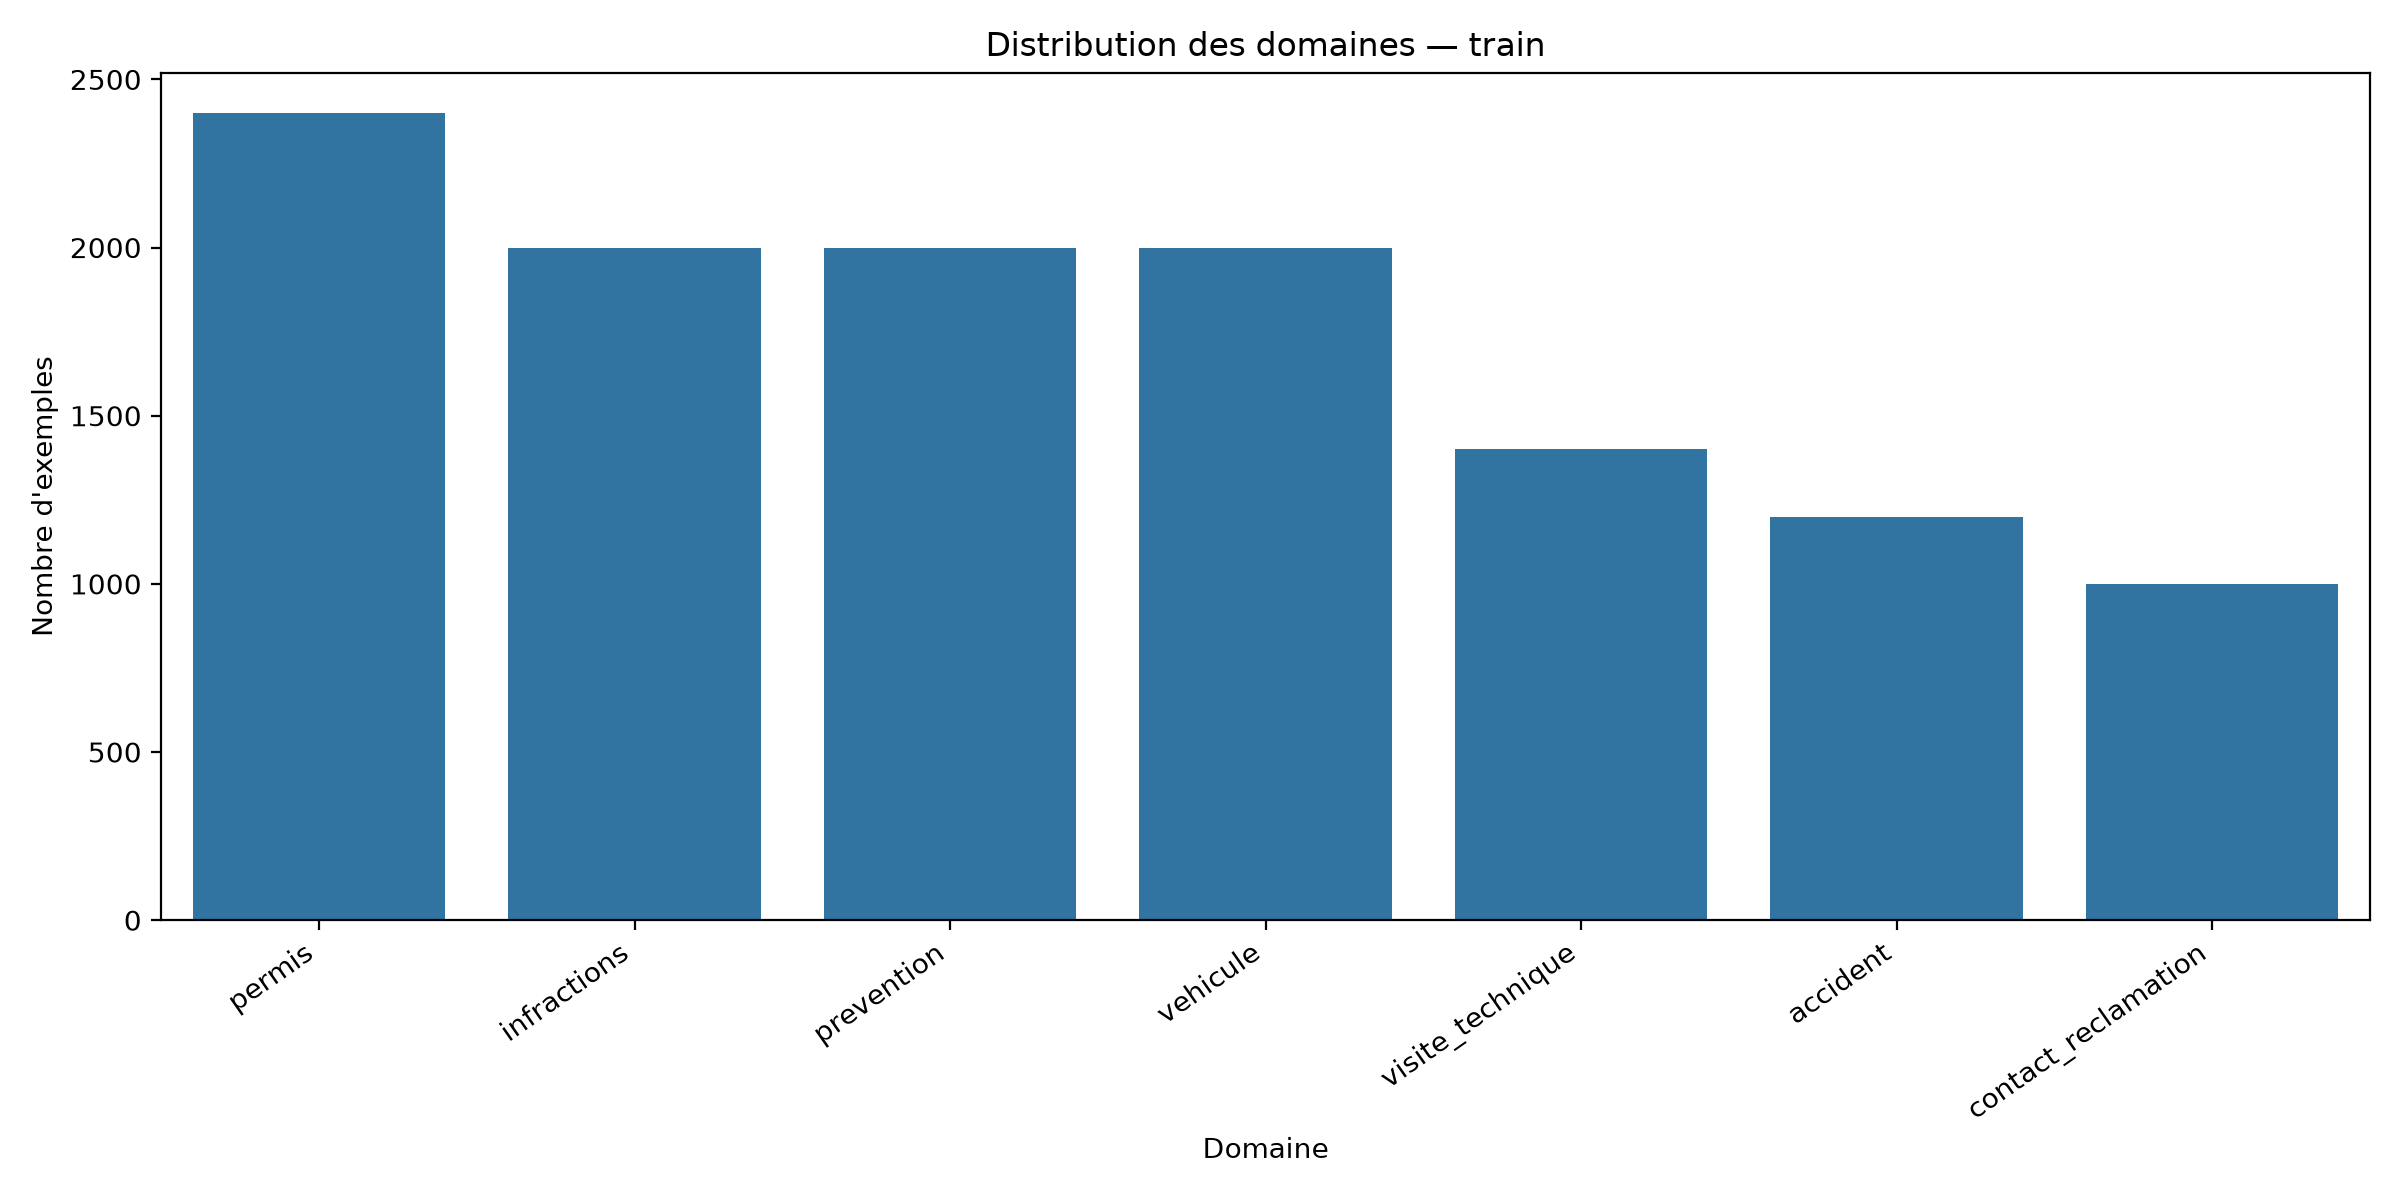 Distribution des domaines — train
Nombre d'exemples
2500
2000
1500
1000
500
0
permis
infractions
prevention
vehicule
visite_technique
accident
contact_reclamation
Domaine